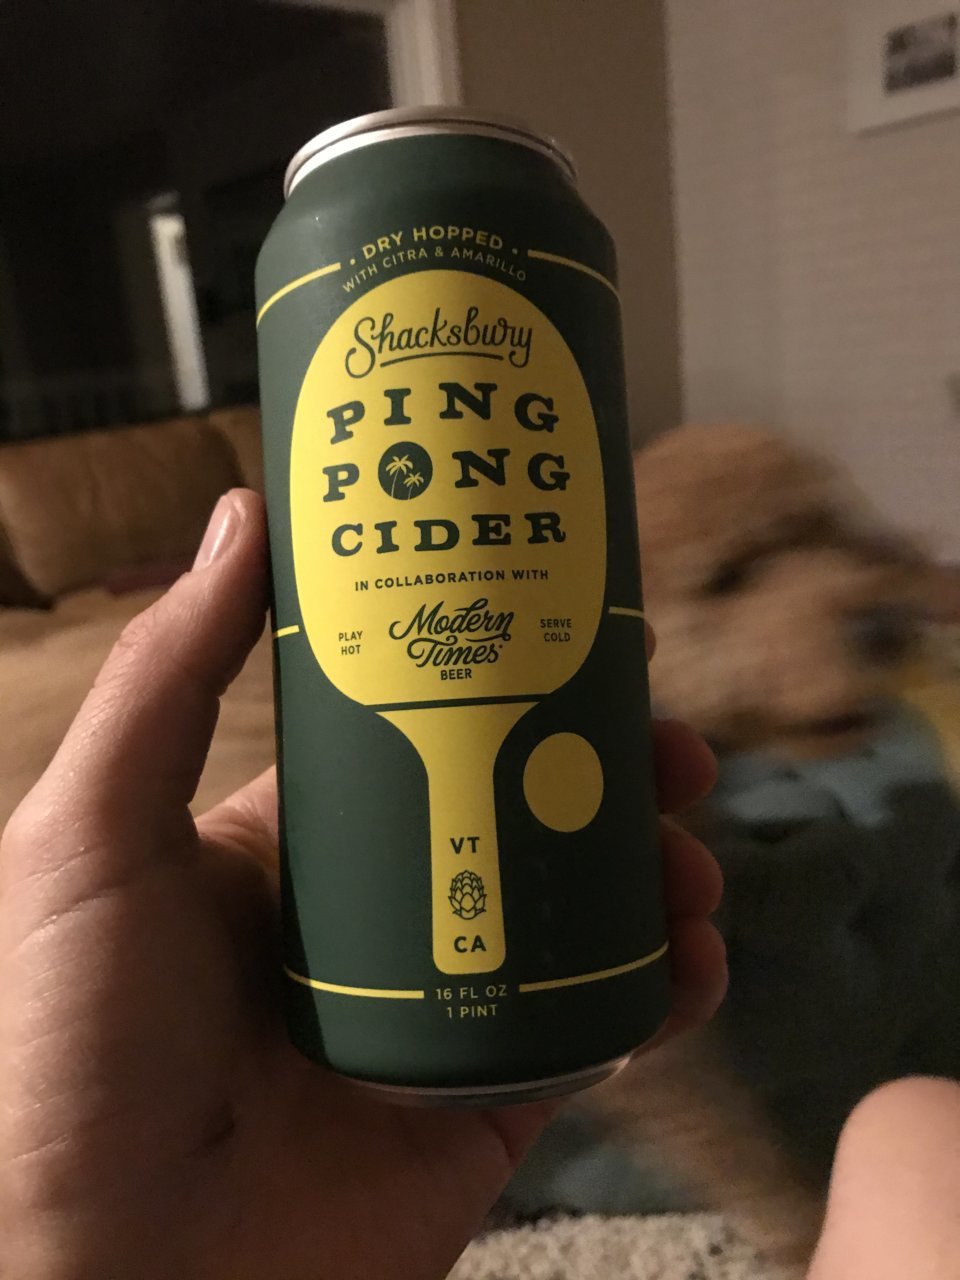 • DRY HOPPED •
WITH CITRA & AMARILLO
Shacksbury
PING
PONG
CIDER
IN COLLABORATION WITH
PLAY
HOT
Modern
Times
BEER
SERVE
COLD
VT
CA
16 FL OZ
1 PINT